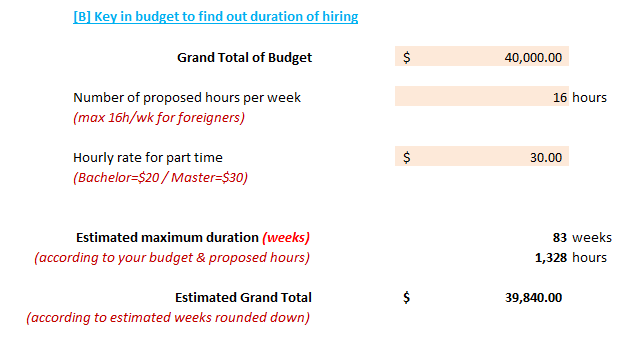 [B] Key in budget to find out duration of hiring
Grand Total of Budget $ 40,000.00
Number of proposed hours per week 16 hours
(max 16h/wk for foreigners)
Hourly rate for part time $ 30.00
(Bachelor=$20 / Master=$30)
Estimated maximum duration (weeks) 83 weeks
(according to your budget & proposed hours) 1,328 hours
Estimated Grand Total $ 39,840.00
(according to estimated weeks rounded down)